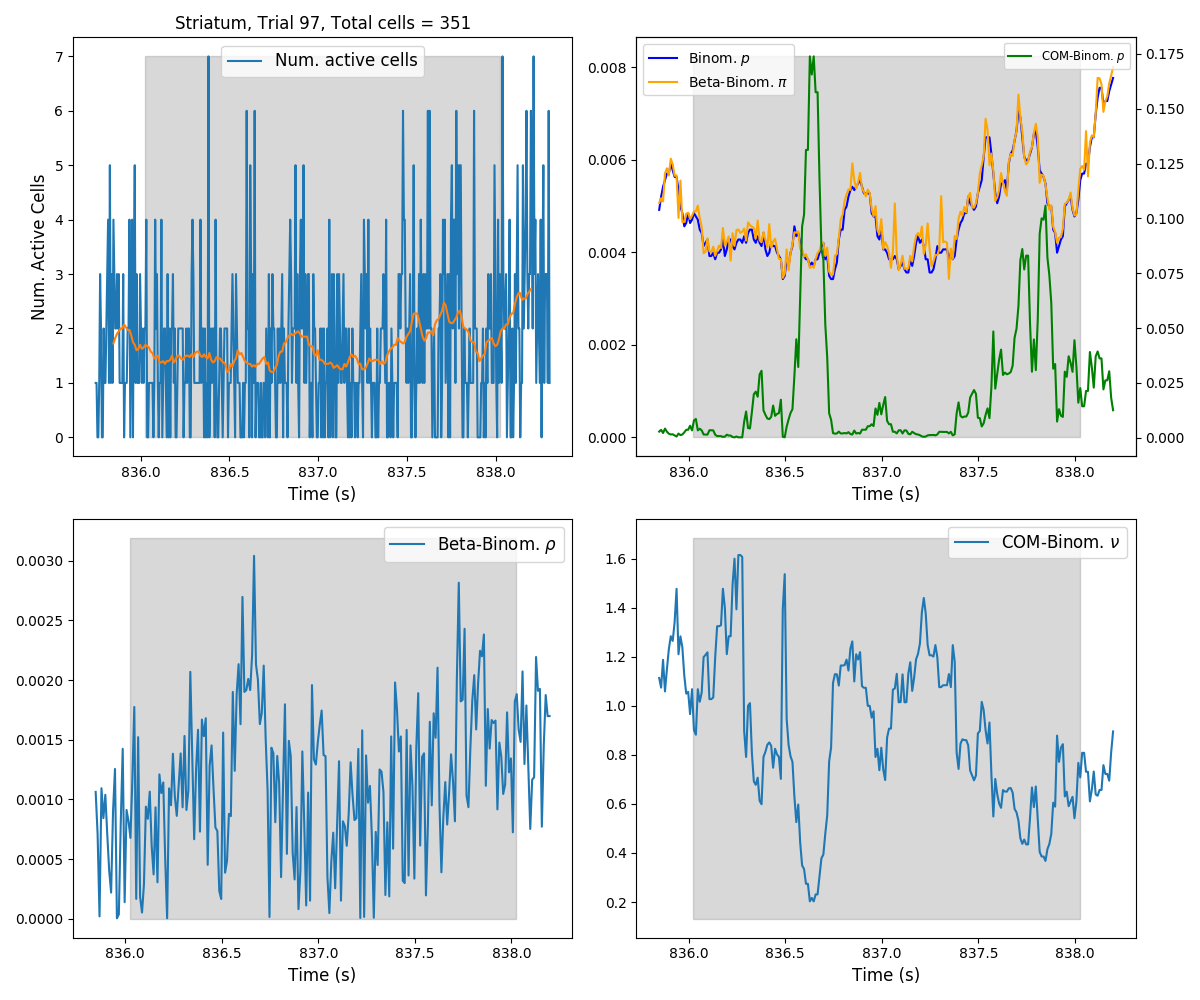 Striatum, Trial 97, Total cells = 351
Num. active cells
Num. Active Cells
7
6
5
4
3
2
1
0
836.0 836.5 837.0 837.5 838.0
Time (s)
Binom. p
Beta-Binom. π
COM-Binom. p
0.008
0.006
0.004
0.002
0.000
0.175
0.150
0.125
0.100
0.075
0.050
0.025
0.000
836.0 836.5 837.0 837.5 838.0
Time (s)
Beta-Binom. ρ
0.0030
0.0025
0.0020
0.0015
0.0010
0.0005
0.0000
836.0 836.5 837.0 837.5 838.0
Time (s)
COM-Binom. ν
1.6
1.4
1.2
1.0
0.8
0.6
0.4
0.2
836.0 836.5 837.0 837.5 838.0
Time (s)